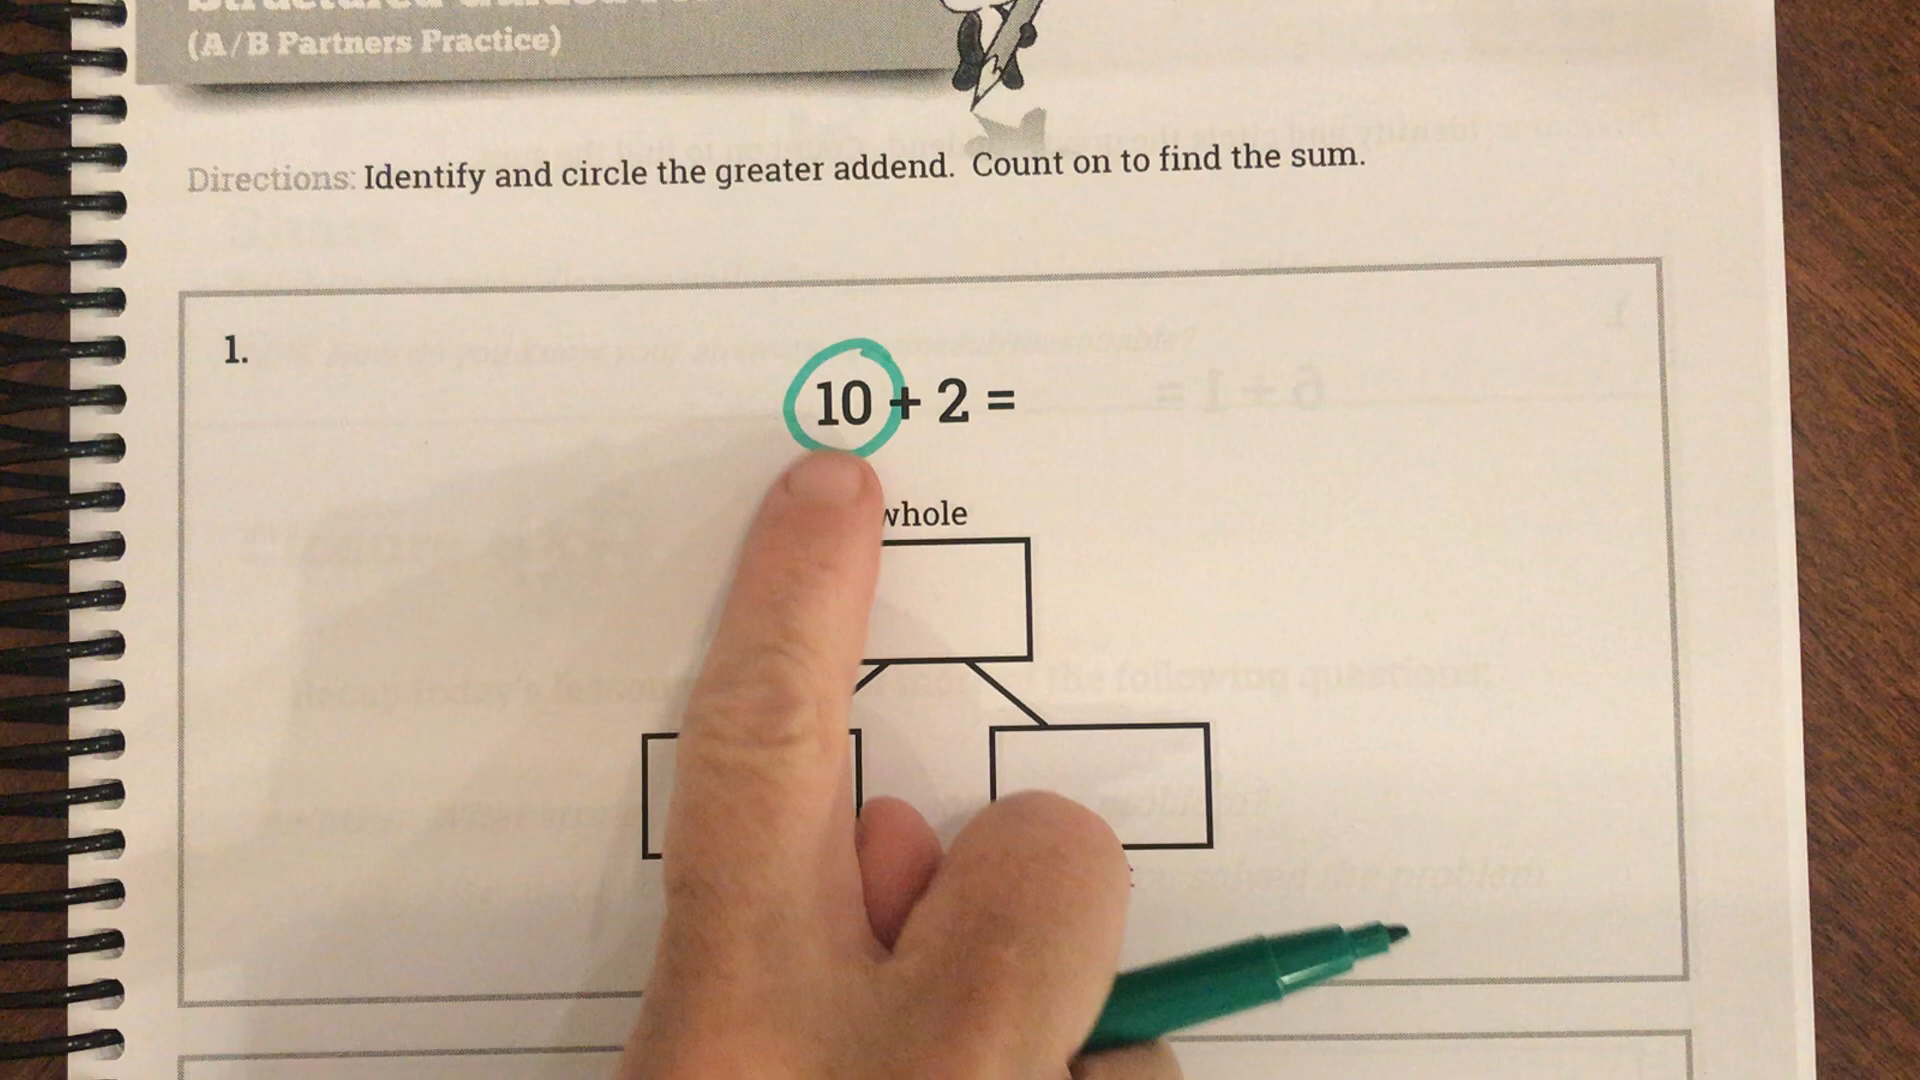 (A/B Partners Practice)
Directions: Identify and circle the greater addend. Count on to find the sum.
1.
10 + 2 =
whole